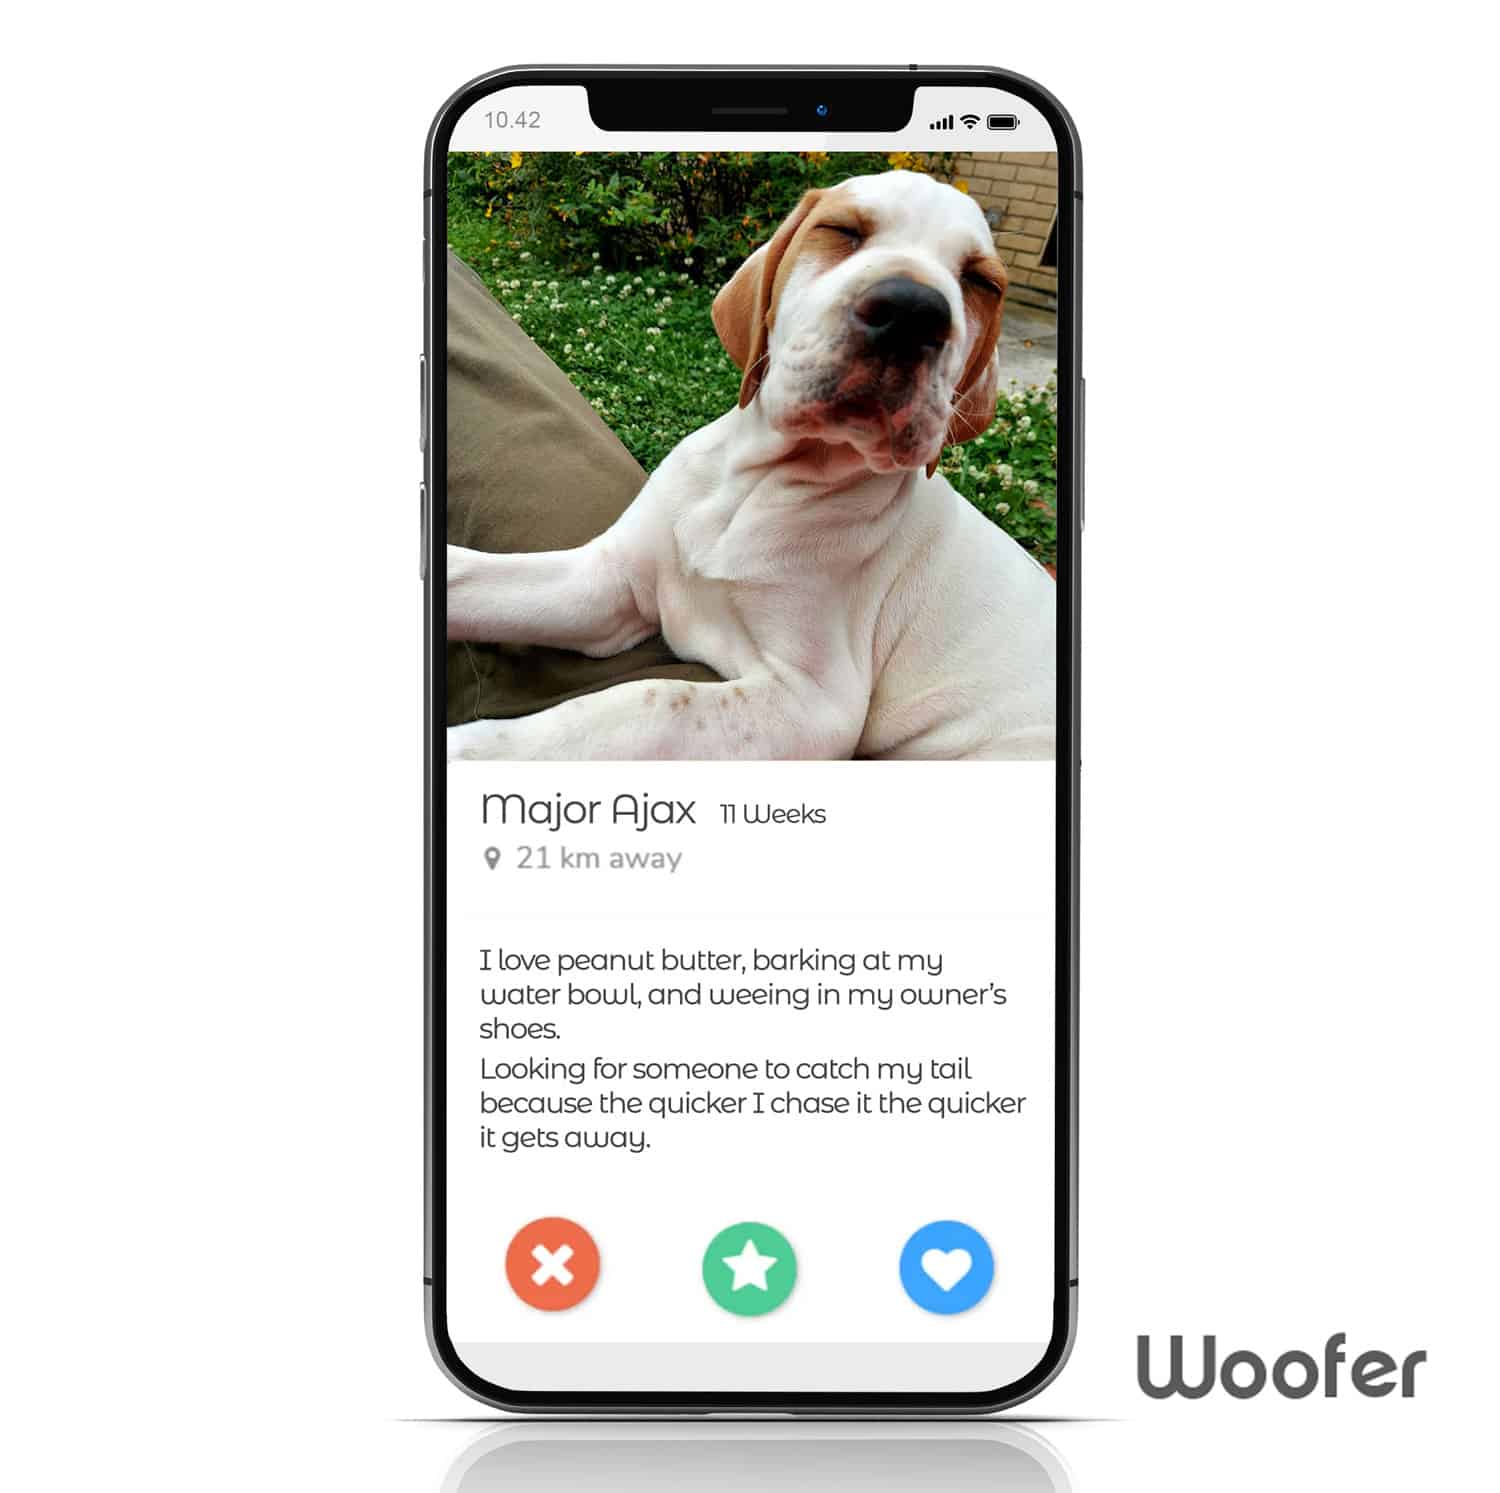 10.42
Major Ajax 11 Weeks
21 km away
I love peanut butter, barking at my
water bowl, and weeing in my owner's
shoes.
Looking for someone to catch my tail
because the quicker I chase it the quicker
it gets away.
Woofer